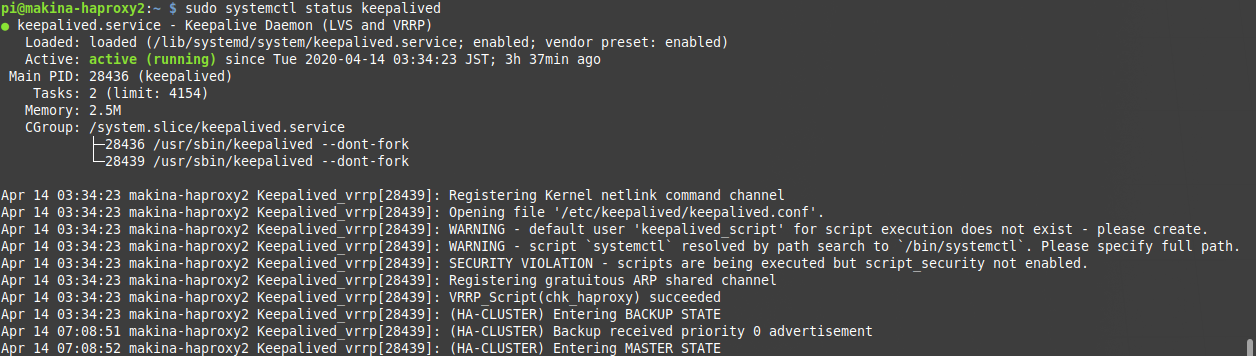 pi@makina-haproxy2:~ $ sudo systemctl status keepalived
● keepalived.service - Keepalive Daemon (LVS and VRRP)
   Loaded: loaded (/lib/systemd/system/keepalived.service; enabled; vendor preset: enabled)
   Active: active (running) since Tue 2020-04-14 03:34:23 JST; 3h 37min ago
 Main PID: 28436 (keepalived)
    Tasks: 2 (limit: 4154)
   Memory: 2.5M
   CGroup: /system.slice/keepalived.service
           ├─28436 /usr/sbin/keepalived --dont-fork
           └─28439 /usr/sbin/keepalived --dont-fork

Apr 14 03:34:23 makina-haproxy2 Keepalived_vrrp[28439]: Registering Kernel netlink command channel
Apr 14 03:34:23 makina-haproxy2 Keepalived_vrrp[28439]: Opening file '/etc/keepalived/keepalived.conf'.
Apr 14 03:34:23 makina-haproxy2 Keepalived_vrrp[28439]: WARNING - default user 'keepalived_script' for script execution does not exist - please create.
Apr 14 03:34:23 makina-haproxy2 Keepalived_vrrp[28439]: WARNING - script `systemctl` resolved by path search to `/bin/systemctl`. Please specify full path.
Apr 14 03:34:23 makina-haproxy2 Keepalived_vrrp[28439]: SECURITY VIOLATION - scripts are being executed but script_security not enabled.
Apr 14 03:34:23 makina-haproxy2 Keepalived_vrrp[28439]: Registering gratuitous ARP shared channel
Apr 14 03:34:23 makina-haproxy2 Keepalived_vrrp[28439]: VRRP_Script(chk_haproxy) succeeded
Apr 14 03:34:23 makina-haproxy2 Keepalived_vrrp[28439]: (HA-CLUSTER) Entering BACKUP STATE
Apr 14 07:08:51 makina-haproxy2 Keepalived_vrrp[28439]: (HA-CLUSTER) Backup received priority 0 advertisement
Apr 14 07:08:52 makina-haproxy2 Keepalived_vrrp[28439]: (HA-CLUSTER) Entering MASTER STATE